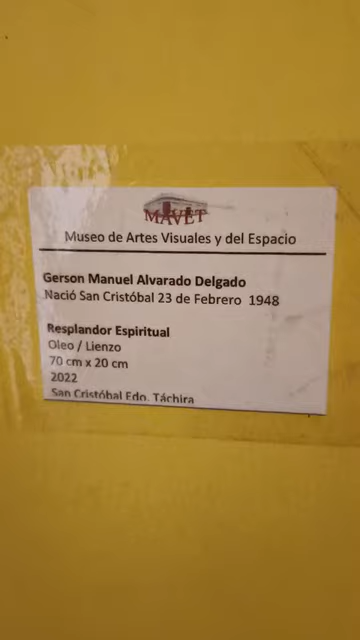 MAVET
Museo de Artes Visuales y del Espacio
Gerson Manuel Alvarado Delgado
Nació San Cristóbal 23 de Febrero 1948
Resplandor Espiritual
Oleo / Lienzo
70 cm x 20 cm
2022
San Cristóbal Edo. Táchira